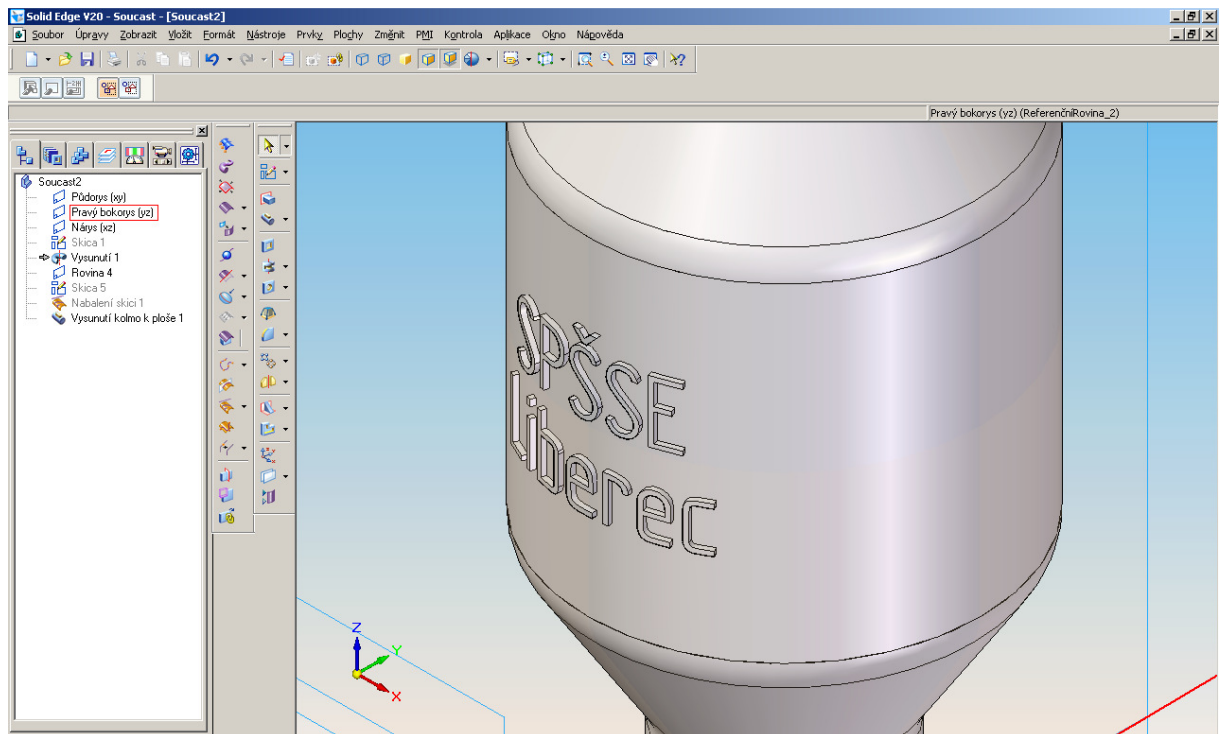 Solid Edge V20 - Soucast - [Soucast2]
Soubor Úpravy Zobrazit Vložit Formát Nástroje Prvky Plochy Změnit PMI Kontrola Aplikace Okno Nápověda
Pravý bokorys (yz) (ReferenčníRovina_2)
Soucast2
Půdorys (xy)
Pravý bokorys (yz)
Nárys (xz)
Skica 1
Vysunutí 1
Rovina 4
Skica 5
Nabalení skici 1
Vysunutí kolmo k ploše 1
SPŠSE
Liberec
Z
Y
X